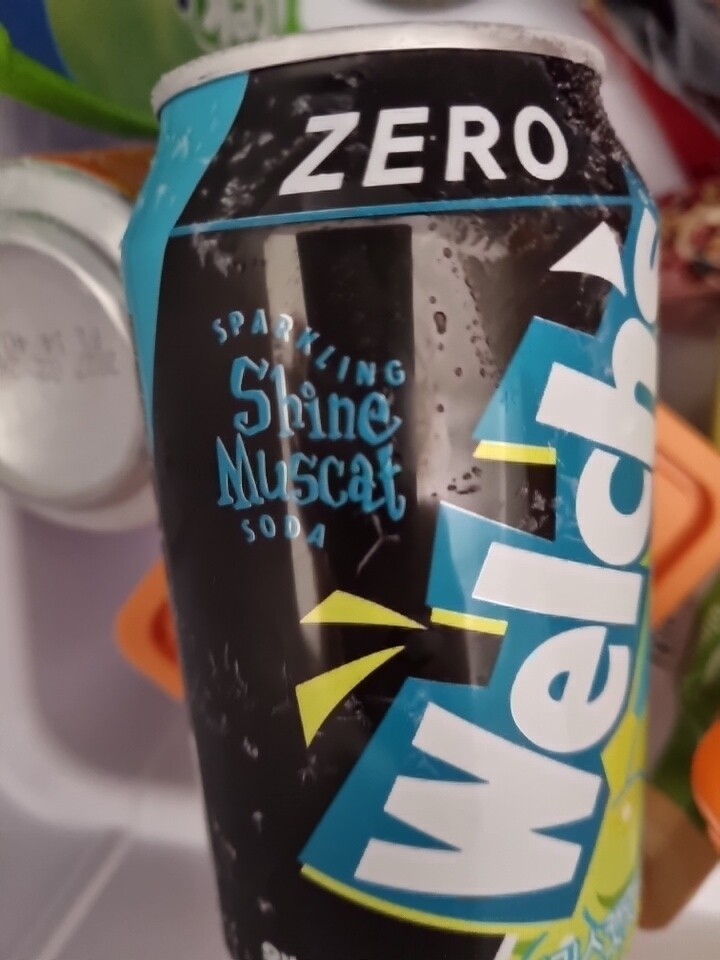 ZERO
SPARKLING
Shine
Muscat
SODA
Welch's